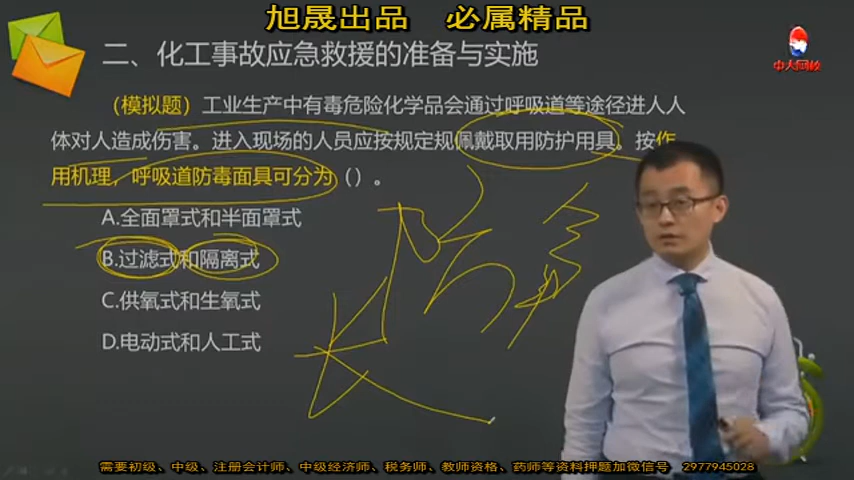 旭晟出品 必属精品
二、化工事故应急救援的准备与实施
中大网校
（模拟题）工业生产中有毒危险化学品会通过呼吸道等途径进人人
体对人造成伤害。进入现场的人员应按规定规佩戴取用防护用具。按作
用机理，呼吸道防毒面具可分为（）。
A.全面罩式和半面罩式
B.过滤式和隔离式
C.供氧式和生氧式
D.电动式和人工式
需要初级、中级、注册会计师、中级经济师、税务师、教师资格、药师等资料押题加微信号 2977945028